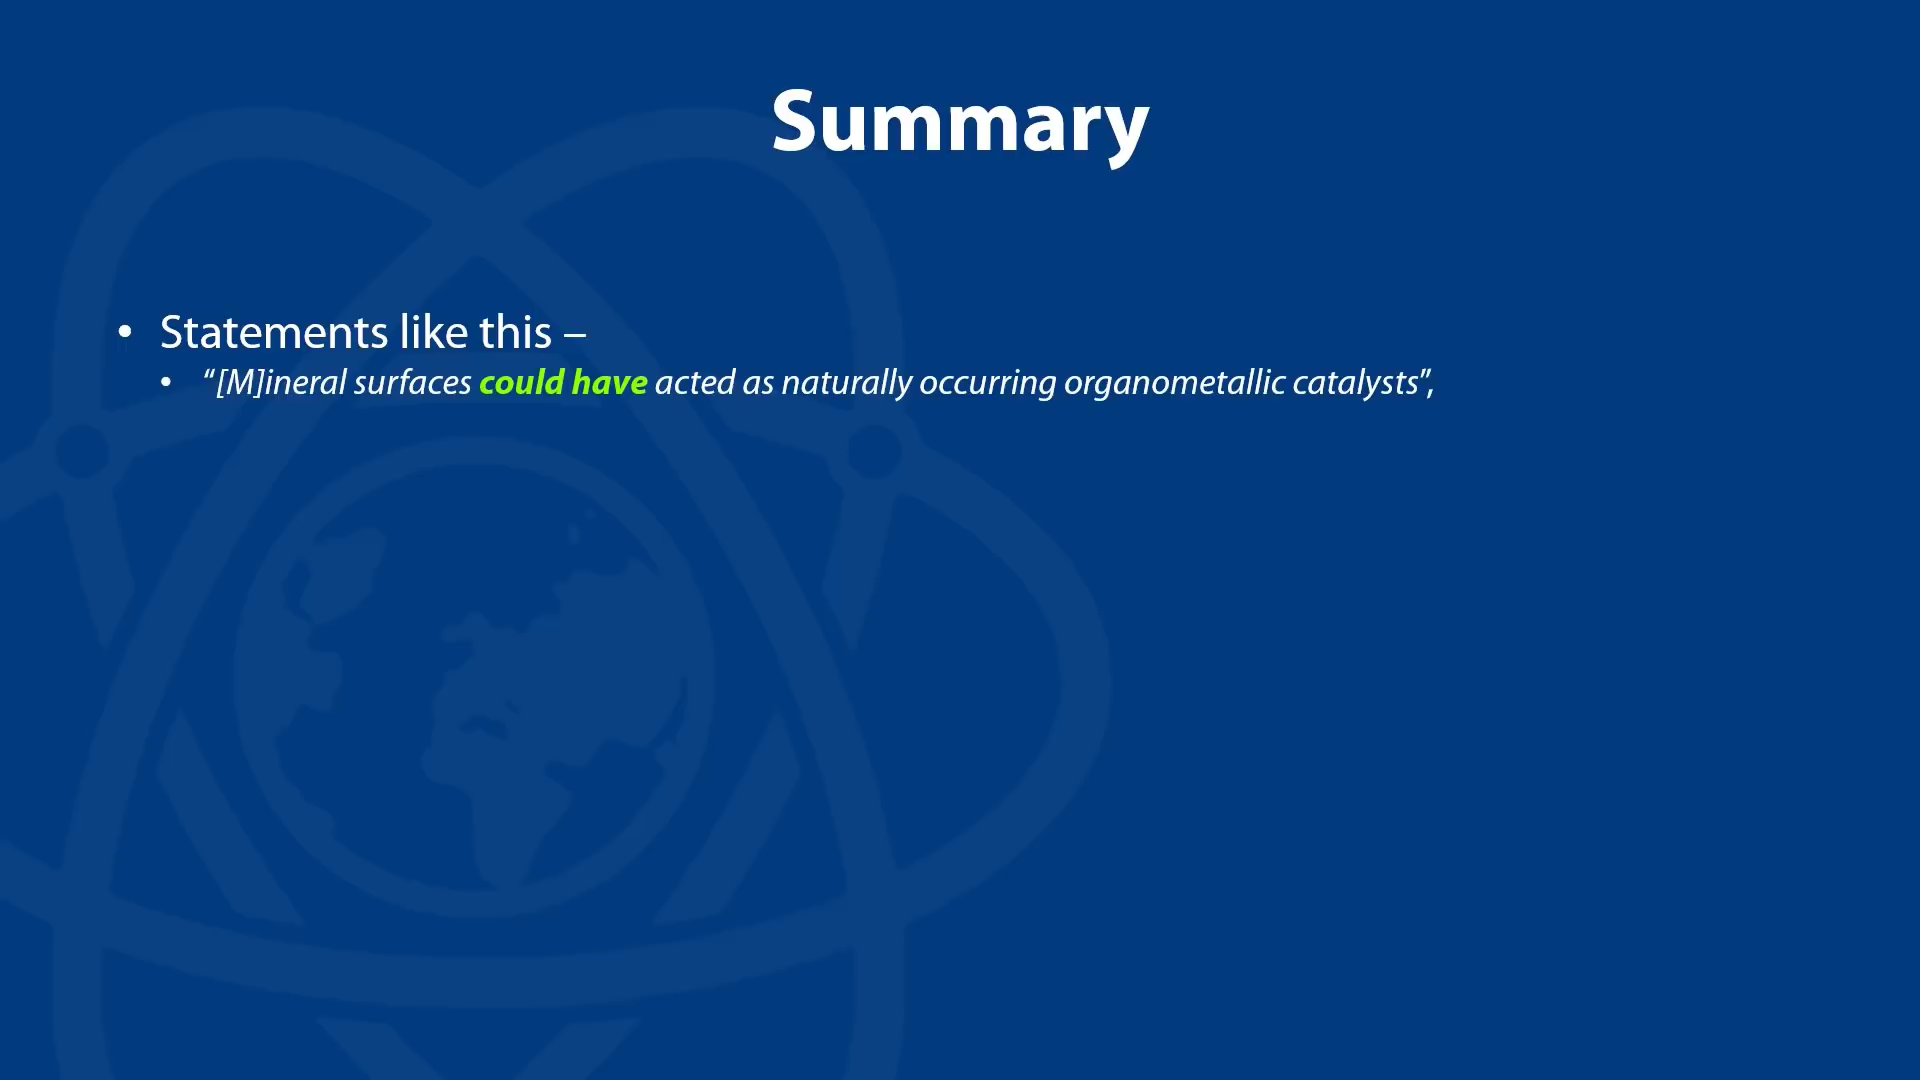 Summary
• Statements like this –
• “[M]ineral surfaces could have acted as naturally occurring organometallic catalysts”,